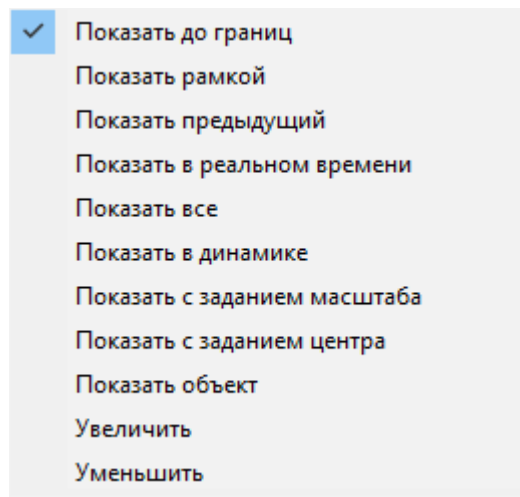 Показать до границ
Показать рамкой
Показать предыдущий
Показать в реальном времени
Показать все
Показать в динамике
Показать с заданием масштаба
Показать с заданием центра
Показать объект
Увеличить
Уменьшить